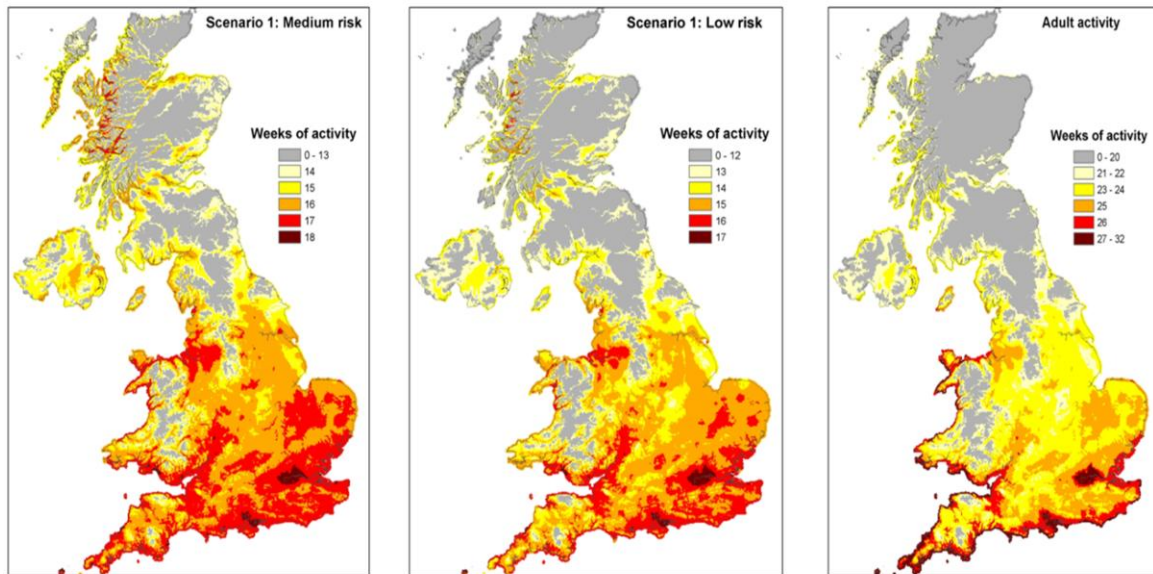 Scenario 1: Medium risk
Weeks of activity
0 - 13
14
15
16
17
18
Scenario 1: Low risk
Weeks of activity
0 - 12
13
14
15
16
17
Adult activity
Weeks of activity
0 - 20
21 - 22
23 - 24
25
26
27 - 32